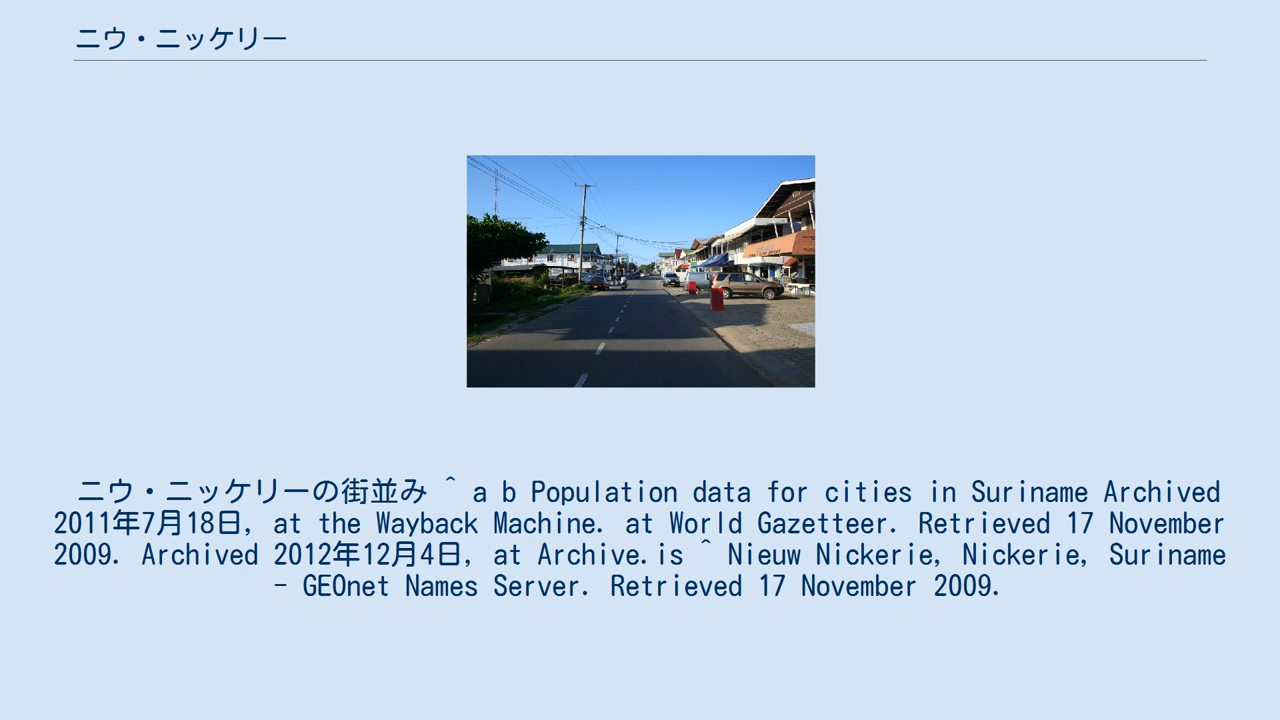 ニウ・ニッケリー
ニウ・ニッケリーの街並み ^ a b Population data for cities in Suriname Archived
2011年7月18日, at the Wayback Machine. at World Gazetteer. Retrieved 17 November
2009. Archived 2012年12月4日, at Archive.is ^ Nieuw Nickerie, Nickerie, Suriname
- GEOnet Names Server. Retrieved 17 November 2009.